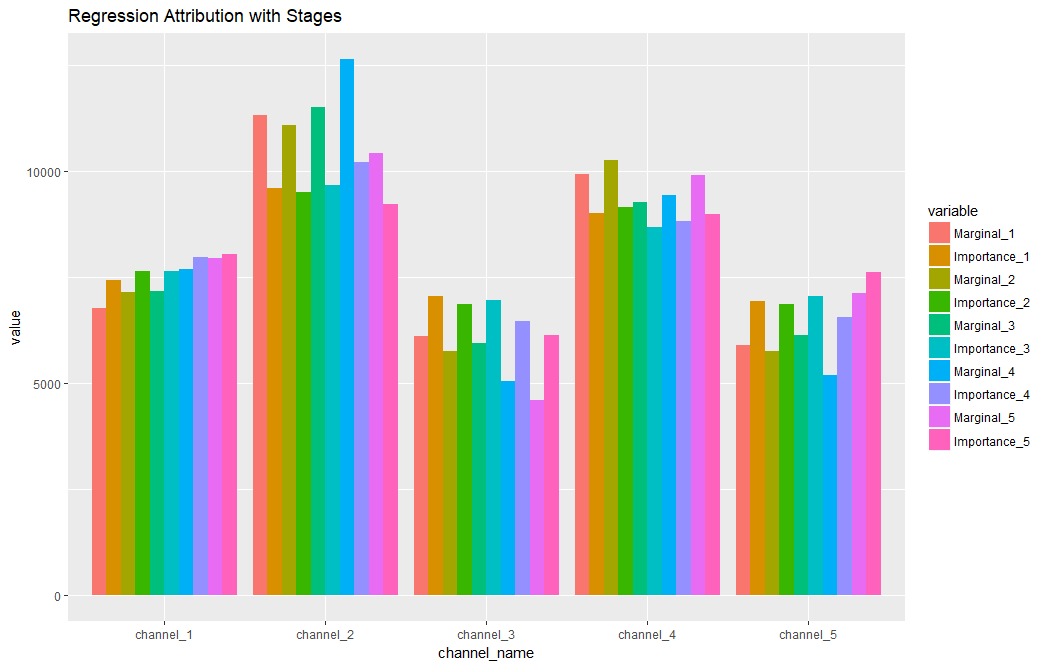 Regression Attribution with Stages
value
10000
5000
0
channel_1 channel_2 channel_3 channel_4 channel_5
channel_name
variable
Marginal_1
Importance_1
Marginal_2
Importance_2
Marginal_3
Importance_3
Marginal_4
Importance_4
Marginal_5
Importance_5